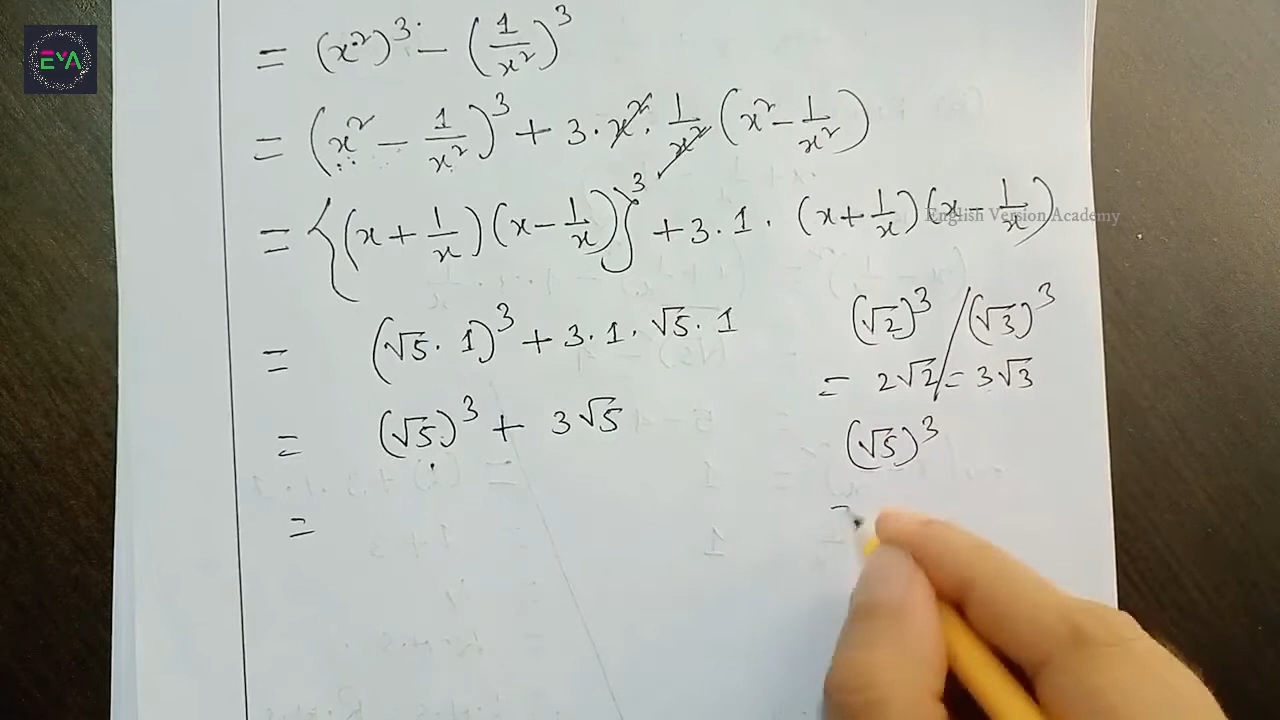 EYA
= (x²)³ - (1/x²)³
= (x² - 1/x²)³ + 3 · x² · 1/x² (x² - 1/x²)
= {(x + 1/x)(x - 1/x)}³ + 3 · 1 · (x + 1/x)(x - 1/x)
English Version Academy
= (√5 · 1)³ + 3 · 1 · √5 · 1
(√2)³ / (√3)³
= 2√2 / = 3√3
= (√5)³ + 3√5
(√5)³
=